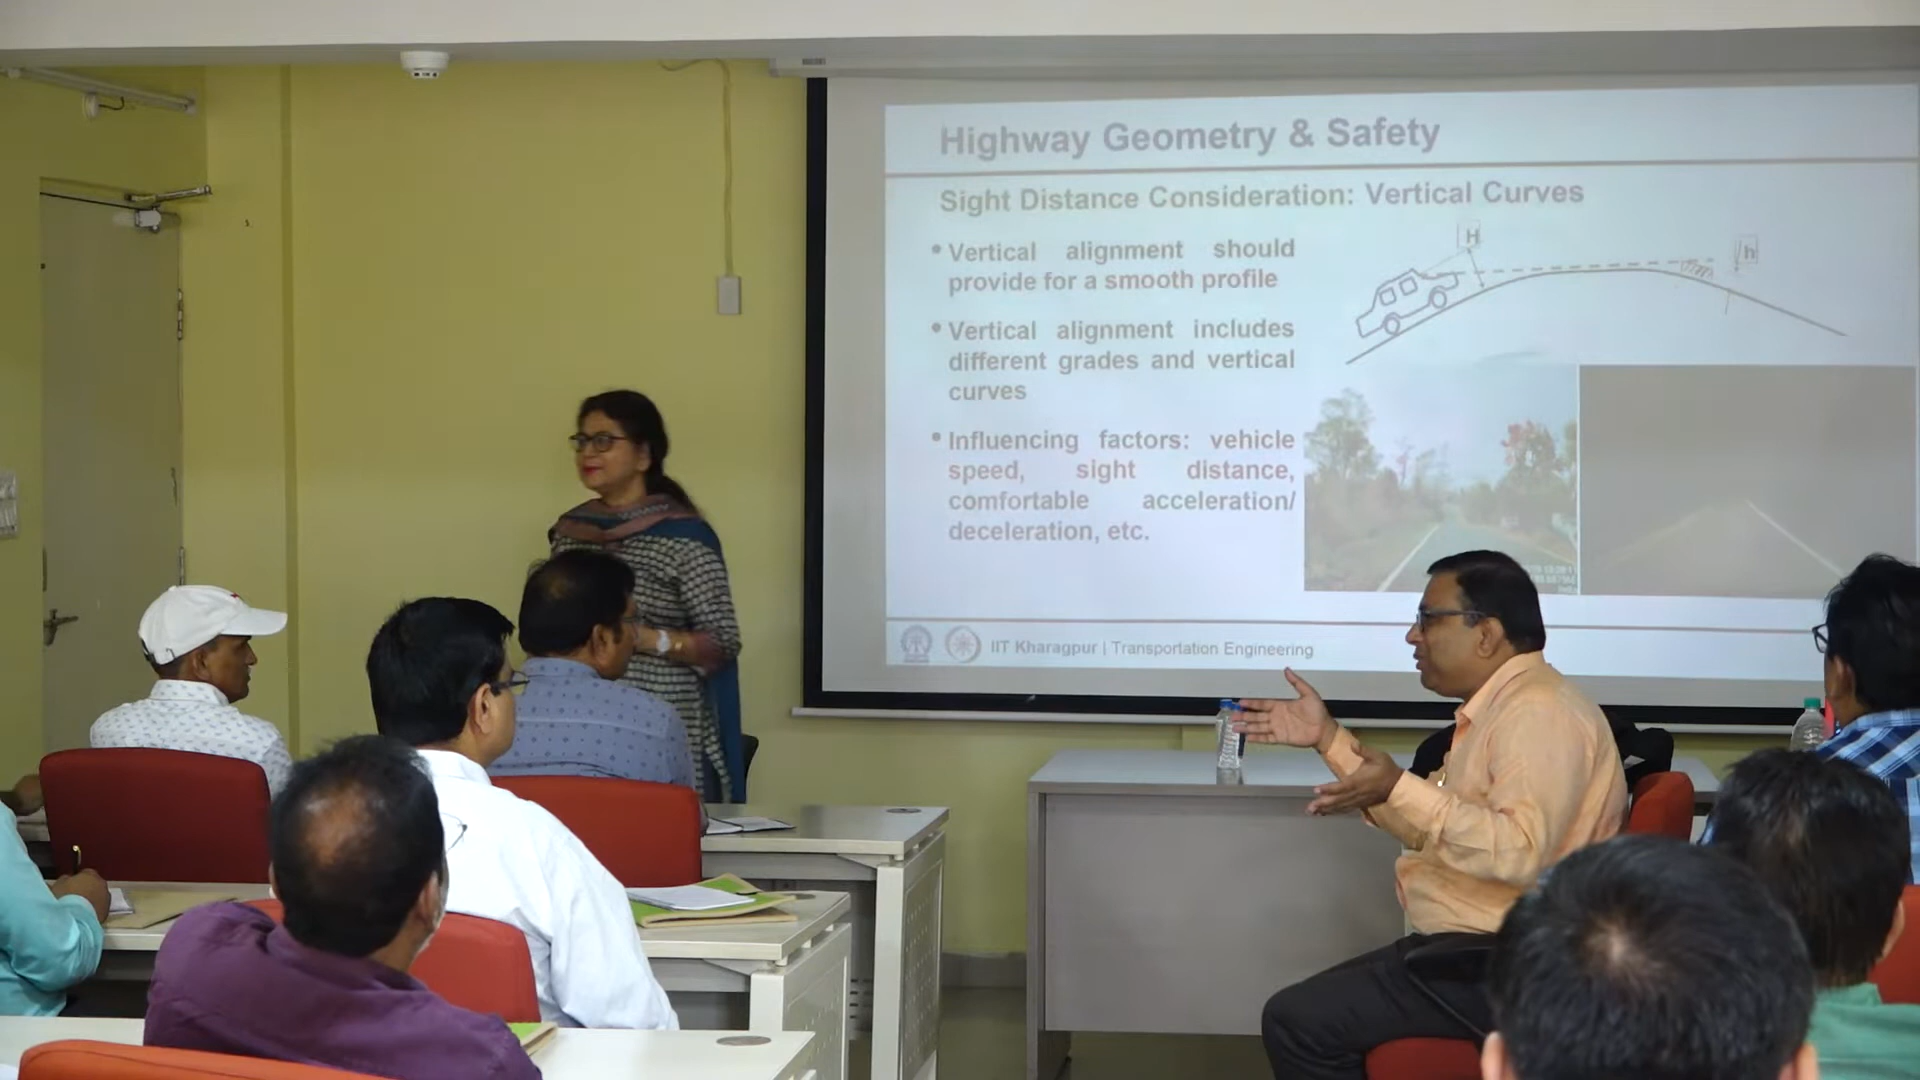 Highway Geometry & Safety
Sight Distance Consideration: Vertical Curves
• Vertical alignment should
provide for a smooth profile
• Vertical alignment includes
different grades and vertical
curves
• Influencing factors: vehicle
speed, sight distance,
comfortable acceleration/
deceleration, etc.
H
h
IIT Kharagpur | Transportation Engineering